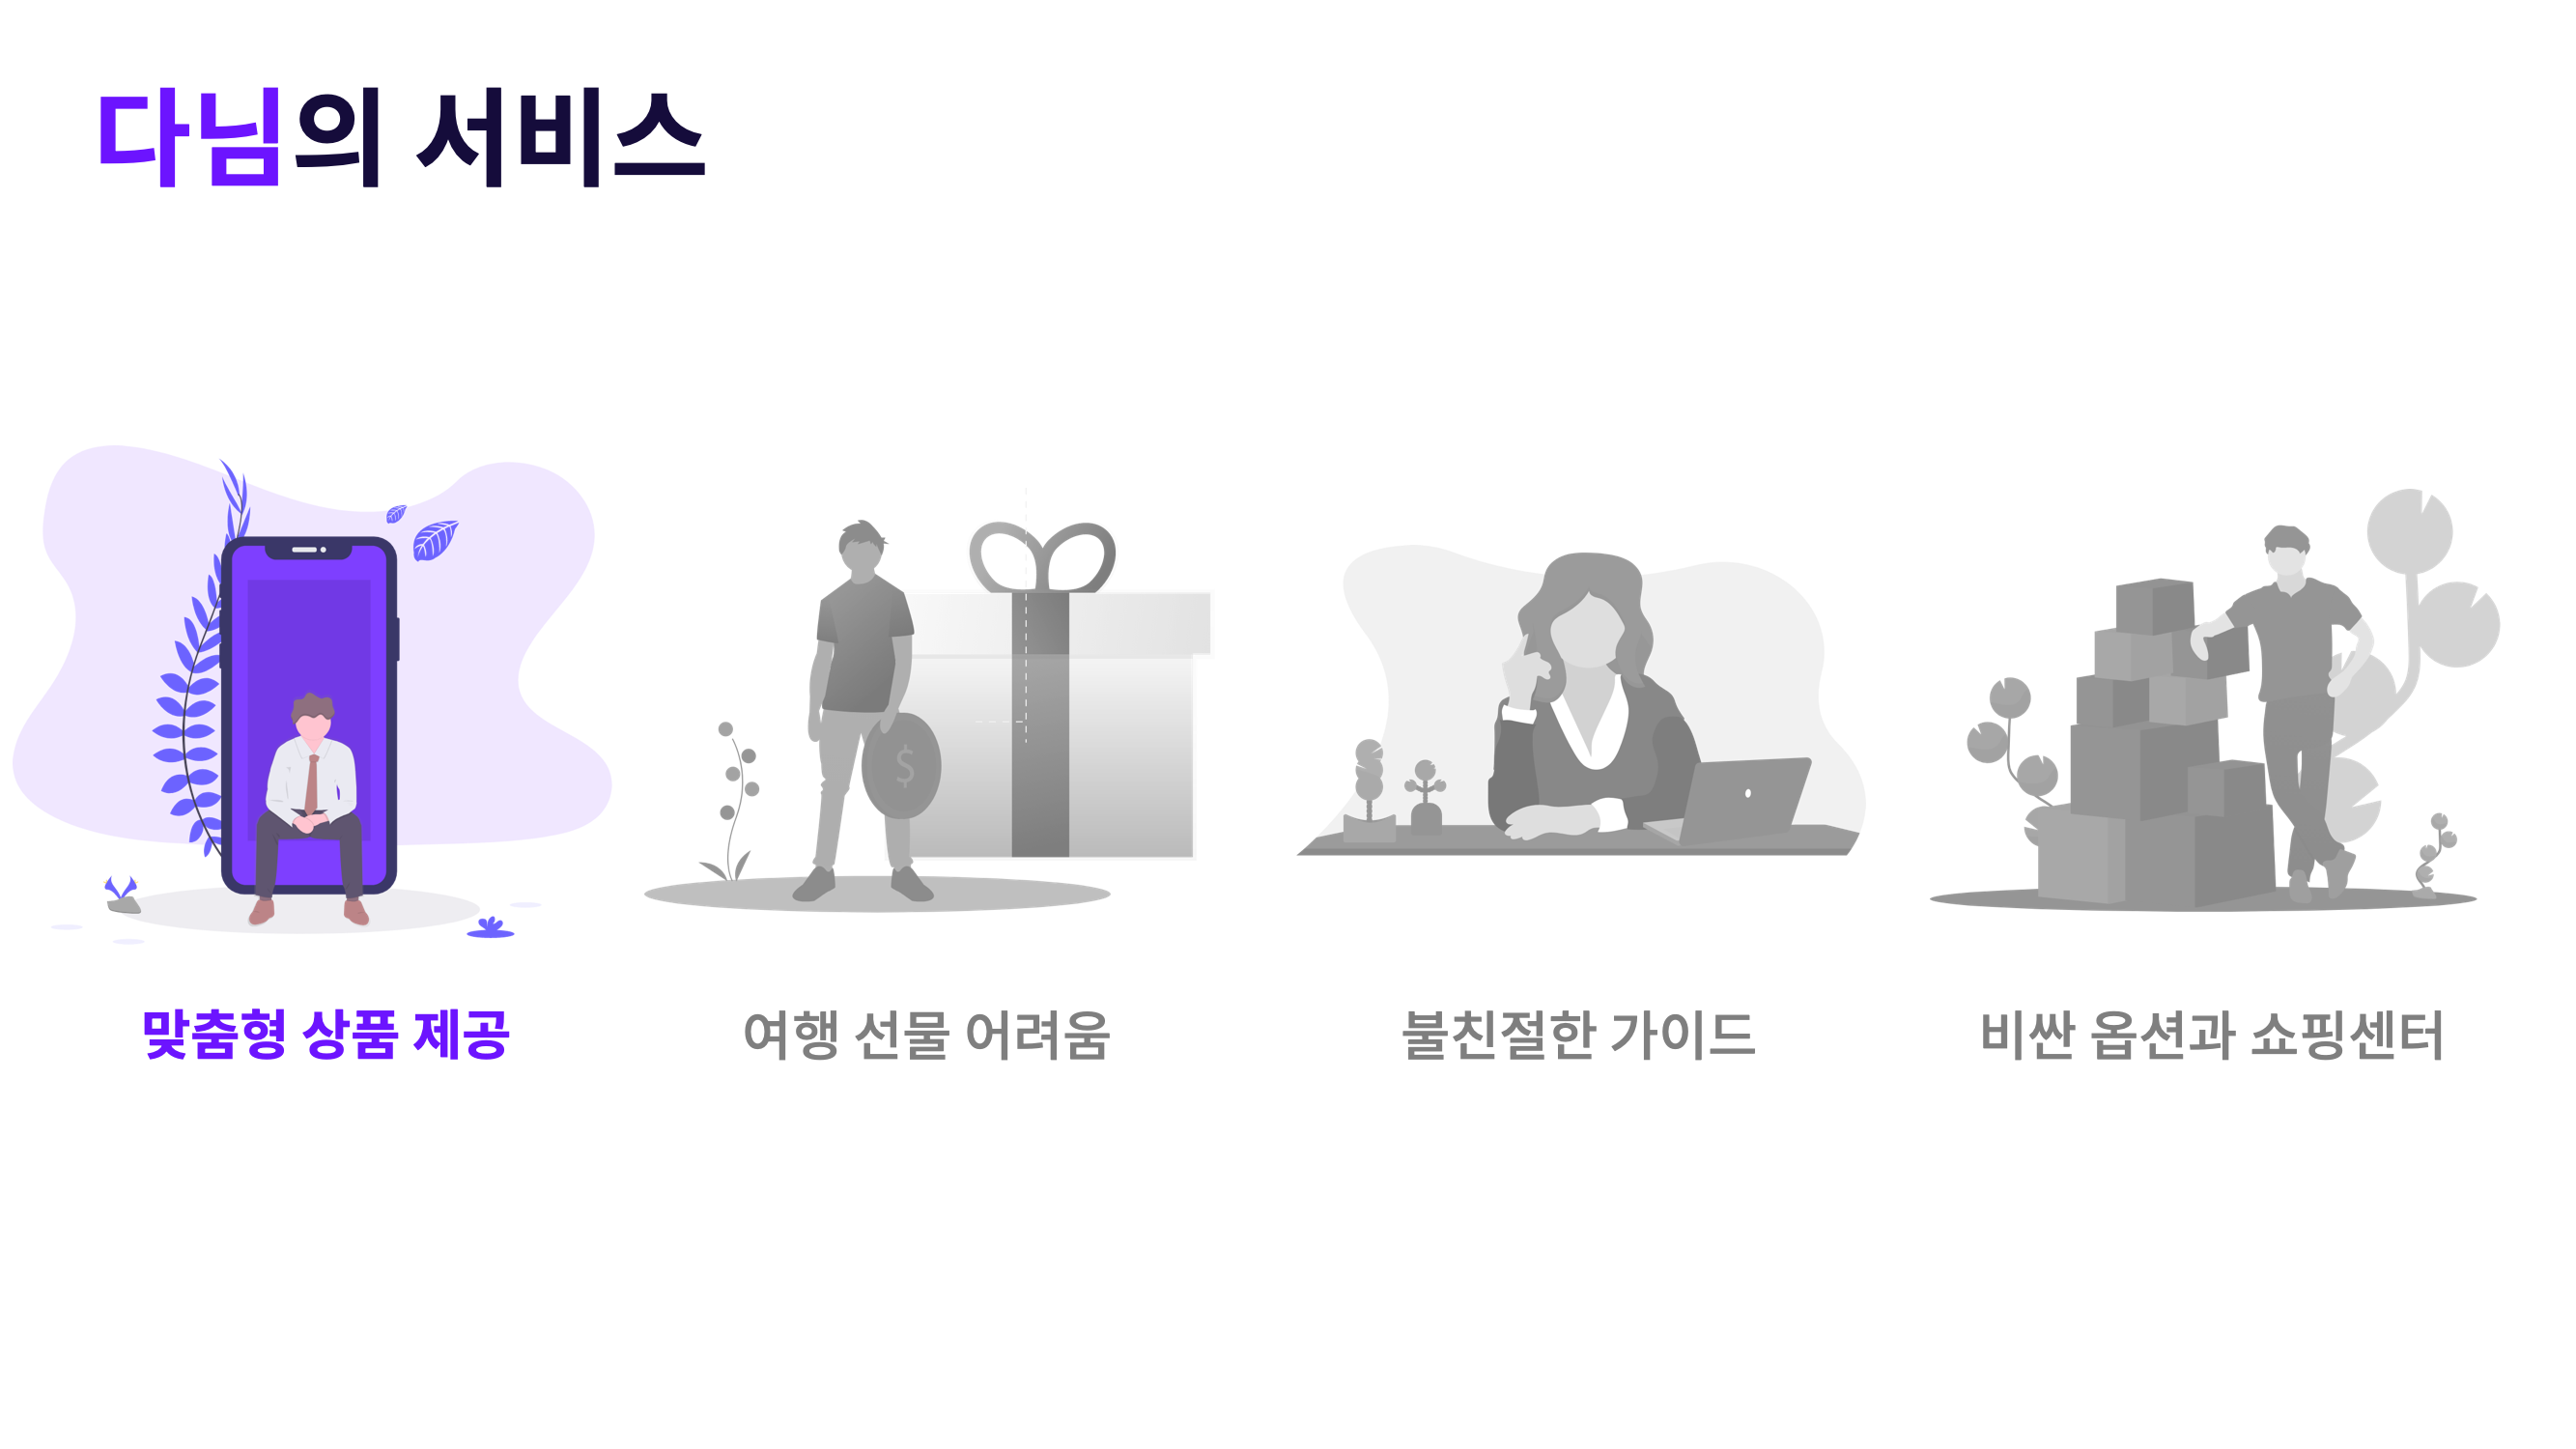 다님의 서비스
맞춤형 상품 제공
여행 선물 어려움
불친절한 가이드
비싼 옵션과 쇼핑센터
$